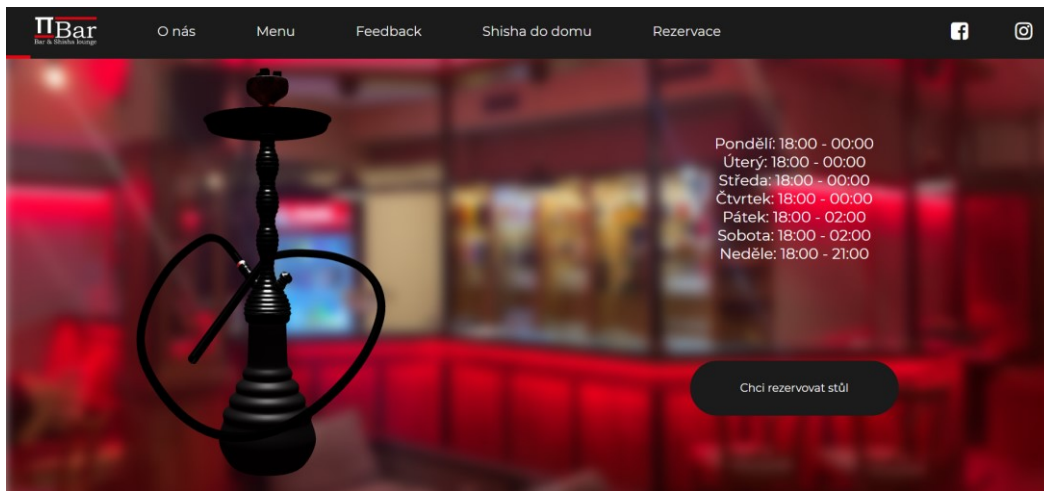 ΠBar
Bar & Shisha lounge
O nás
Menu
Feedback
Shisha do domu
Rezervace
Pondělí: 18:00 - 00:00
Úterý: 18:00 - 00:00
Středa: 18:00 - 00:00
Čtvrtek: 18:00 - 00:00
Pátek: 18:00 - 02:00
Sobota: 18:00 - 02:00
Neděle: 18:00 - 21:00
Chci rezervovat stůl